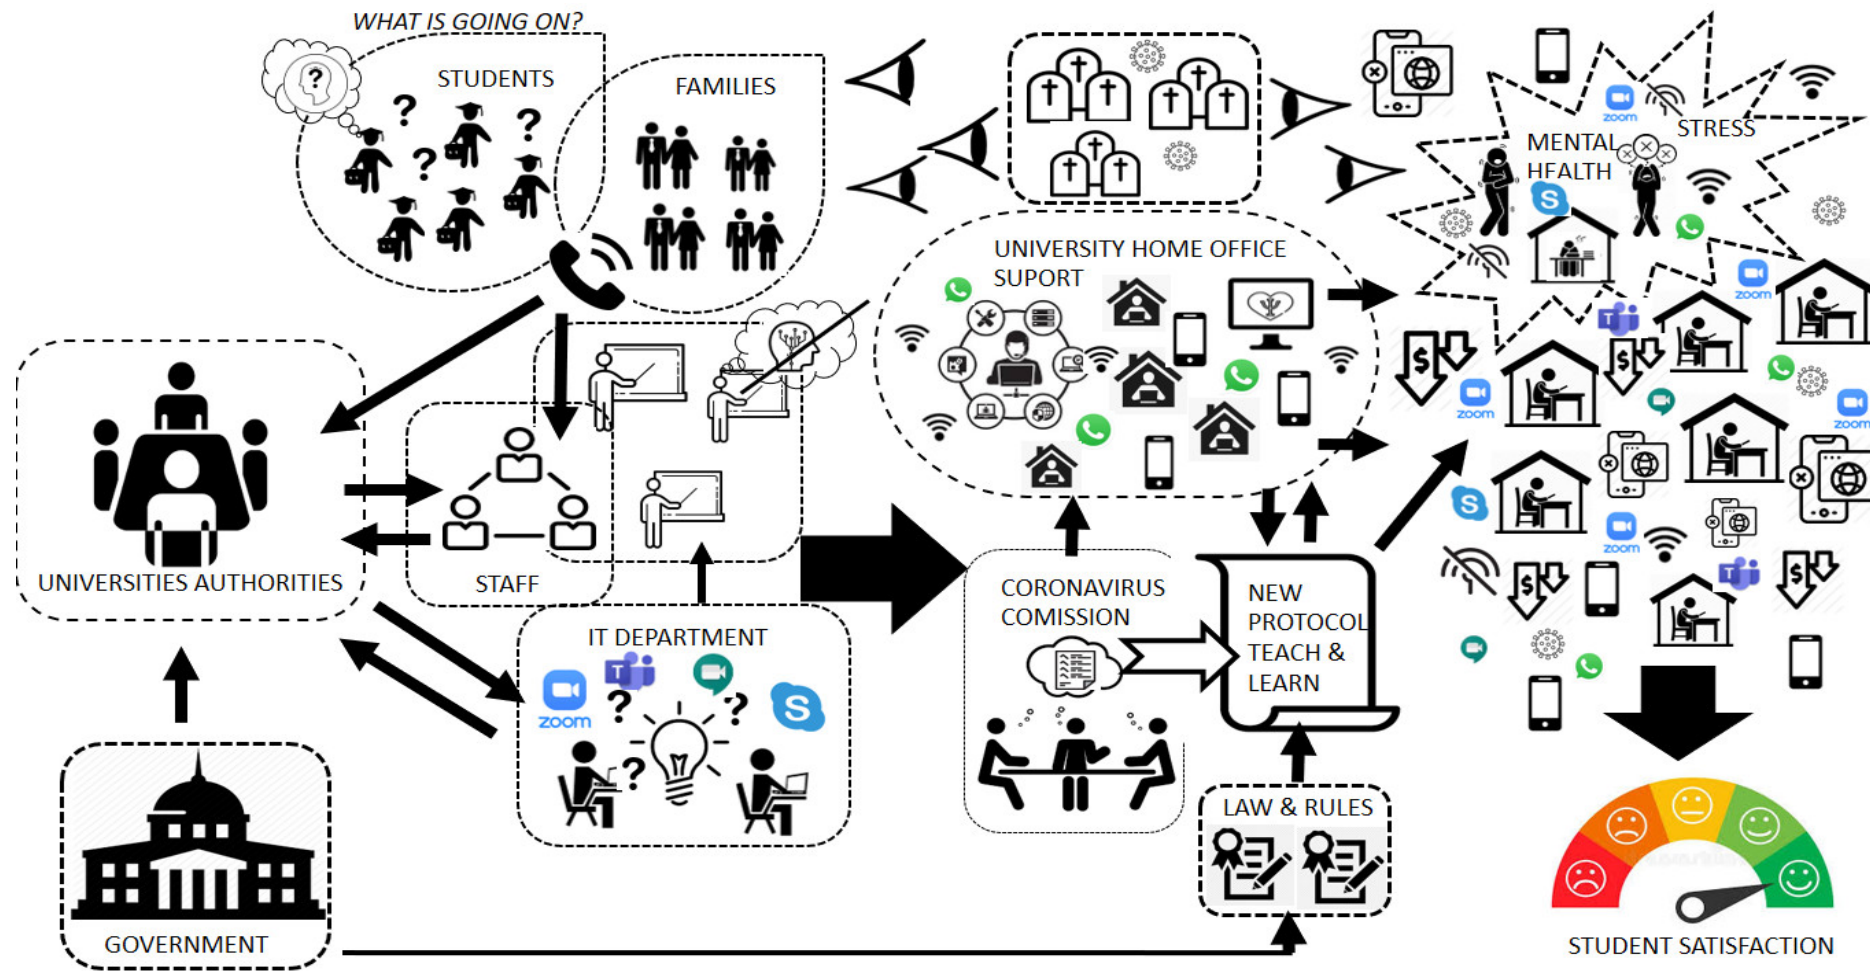 WHAT IS GOING ON?
STUDENTS
FAMILIES
?
?
?
?
?
zoom
STRESS
MENTAL
HEALTH
S
UNIVERSITY HOME OFFICE
SUPORT
zoom
T
$
$
zoom
zoom
S
zoom
T
$
$
UNIVERSITIES AUTHORITIES
STAFF
IT DEPARTMENT
T
zoom
S
?
?
?
CORONAVIRUS
COMISSION
NEW
PROTOCOL
TEACH &
LEARN
LAW & RULES
GOVERNMENT
STUDENT SATISFACTION